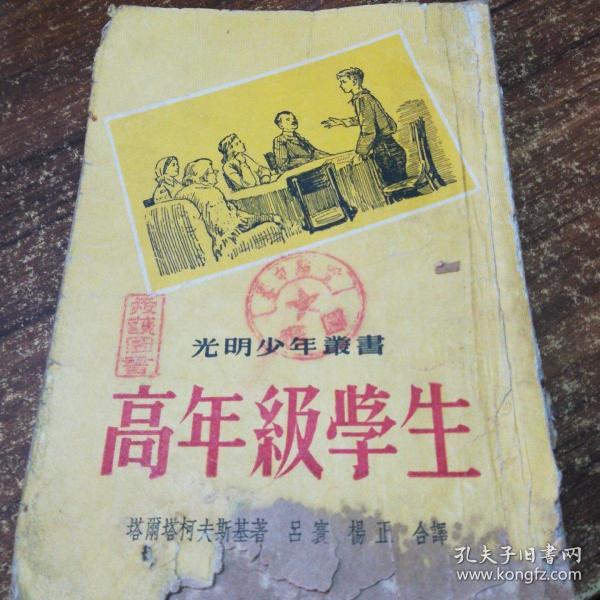 光明少年叢書
高年級學生
塔爾塔柯夫斯基著 呂寰 楊正 合譯
孔夫子旧书网
www.kongfz.com